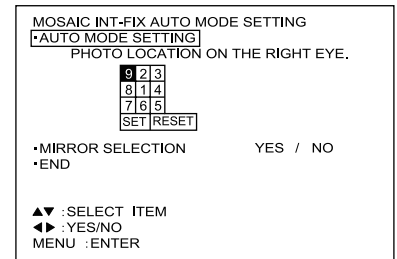 MOSAIC INT-FIX AUTO MODE SETTING
▪AUTO MODE SETTING
PHOTO LOCATION ON THE RIGHT EYE.
9 2 3
8 1 4
7 6 5
SET RESET
▪MIRROR SELECTION YES / NO
▪END
▲▼ :SELECT ITEM
◀▶ :YES/NO
MENU :ENTER